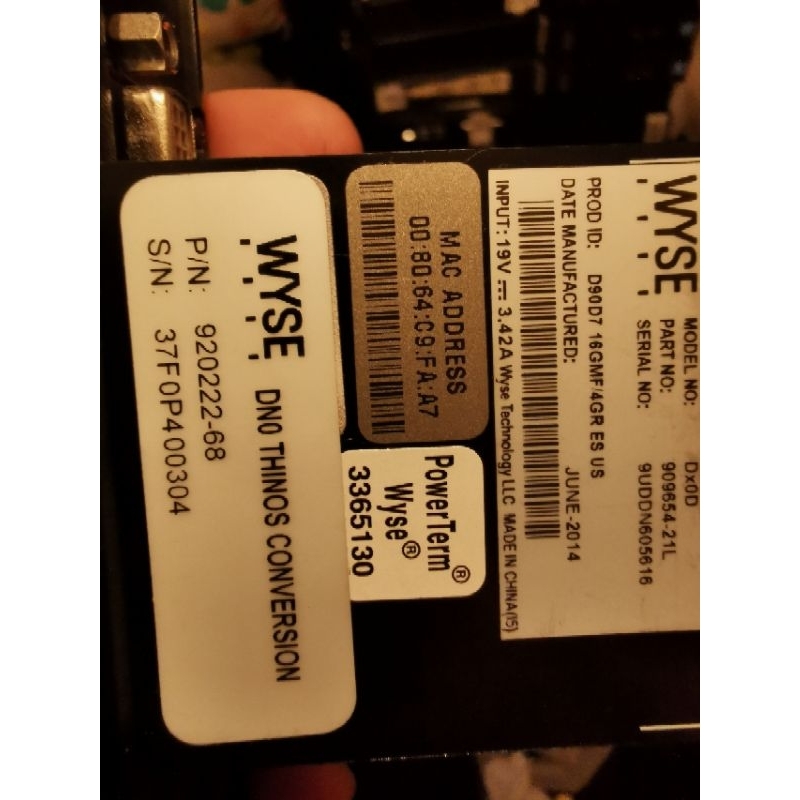 WYSE
MODEL NO: Dx0D
PART NO: 909654-21L
SERIAL NO: 9UDDN605616
PROD ID: D90D7 16GMF/4GR ES US
DATE MANUFACTURED: JUNE-2014
INPUT: 19V ⎓ 3.42A Wyse Technology LLC MADE IN CHINA(15)
MAC ADDRESS
00:80:64:C9:FA:A7
PowerTerm®
Wyse®
3365130
WYSE DN0 THINOS CONVERSION
P/N: 920222-68
S/N: 37F0P400304